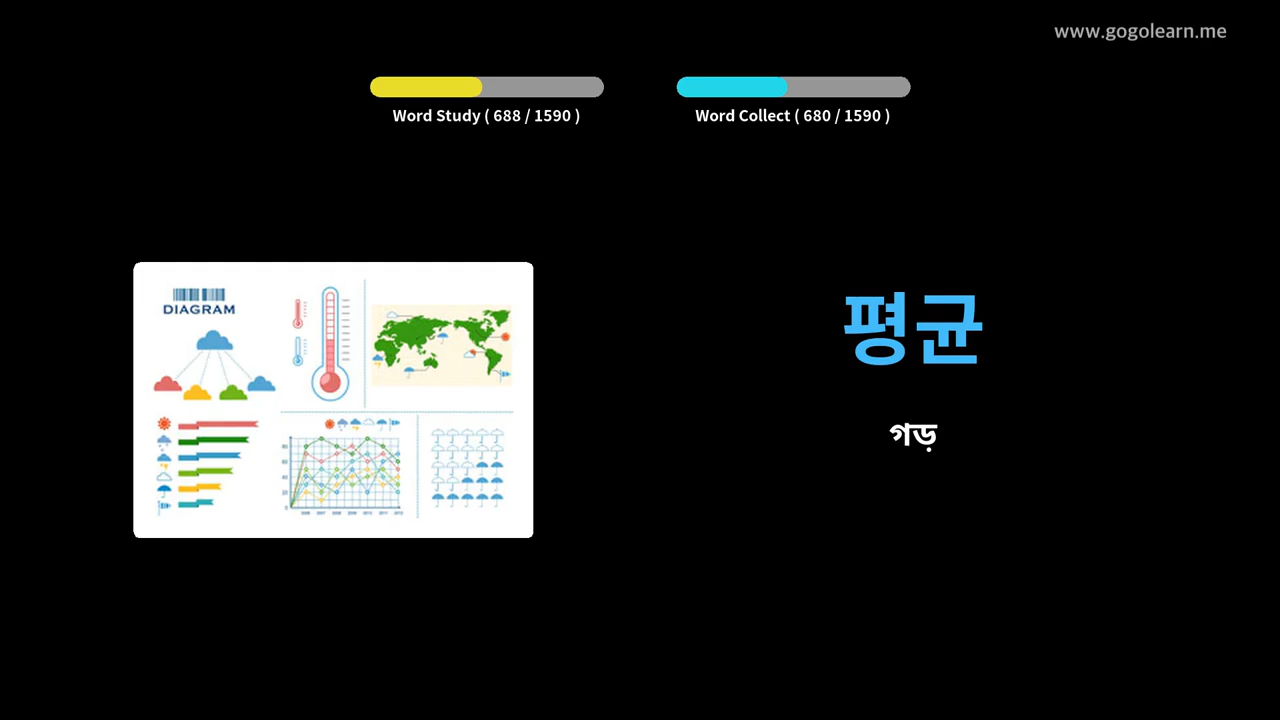 www.gogolearn.me
Word Study ( 688 / 1590 )
Word Collect ( 680 / 1590 )
DIAGRAM
평균
গড়